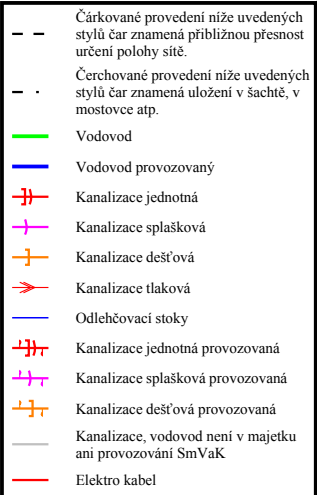 Čárkované provedení níže uvedených
stylů čar znamená přibližnou přesnost
určení polohy sítě.
Čerchované provedení níže uvedených
stylů čar znamená uložení v šachtě, v
mostovce atp.
Vodovod
Vodovod provozovaný
Kanalizace jednotná
Kanalizace splašková
Kanalizace dešťová
Kanalizace tlaková
Odlehčovací stoky
Kanalizace jednotná provozovaná
Kanalizace splašková provozovaná
Kanalizace dešťová provozovaná
Kanalizace, vodovod není v majetku
ani provozování SmVaK
Elektro kabel